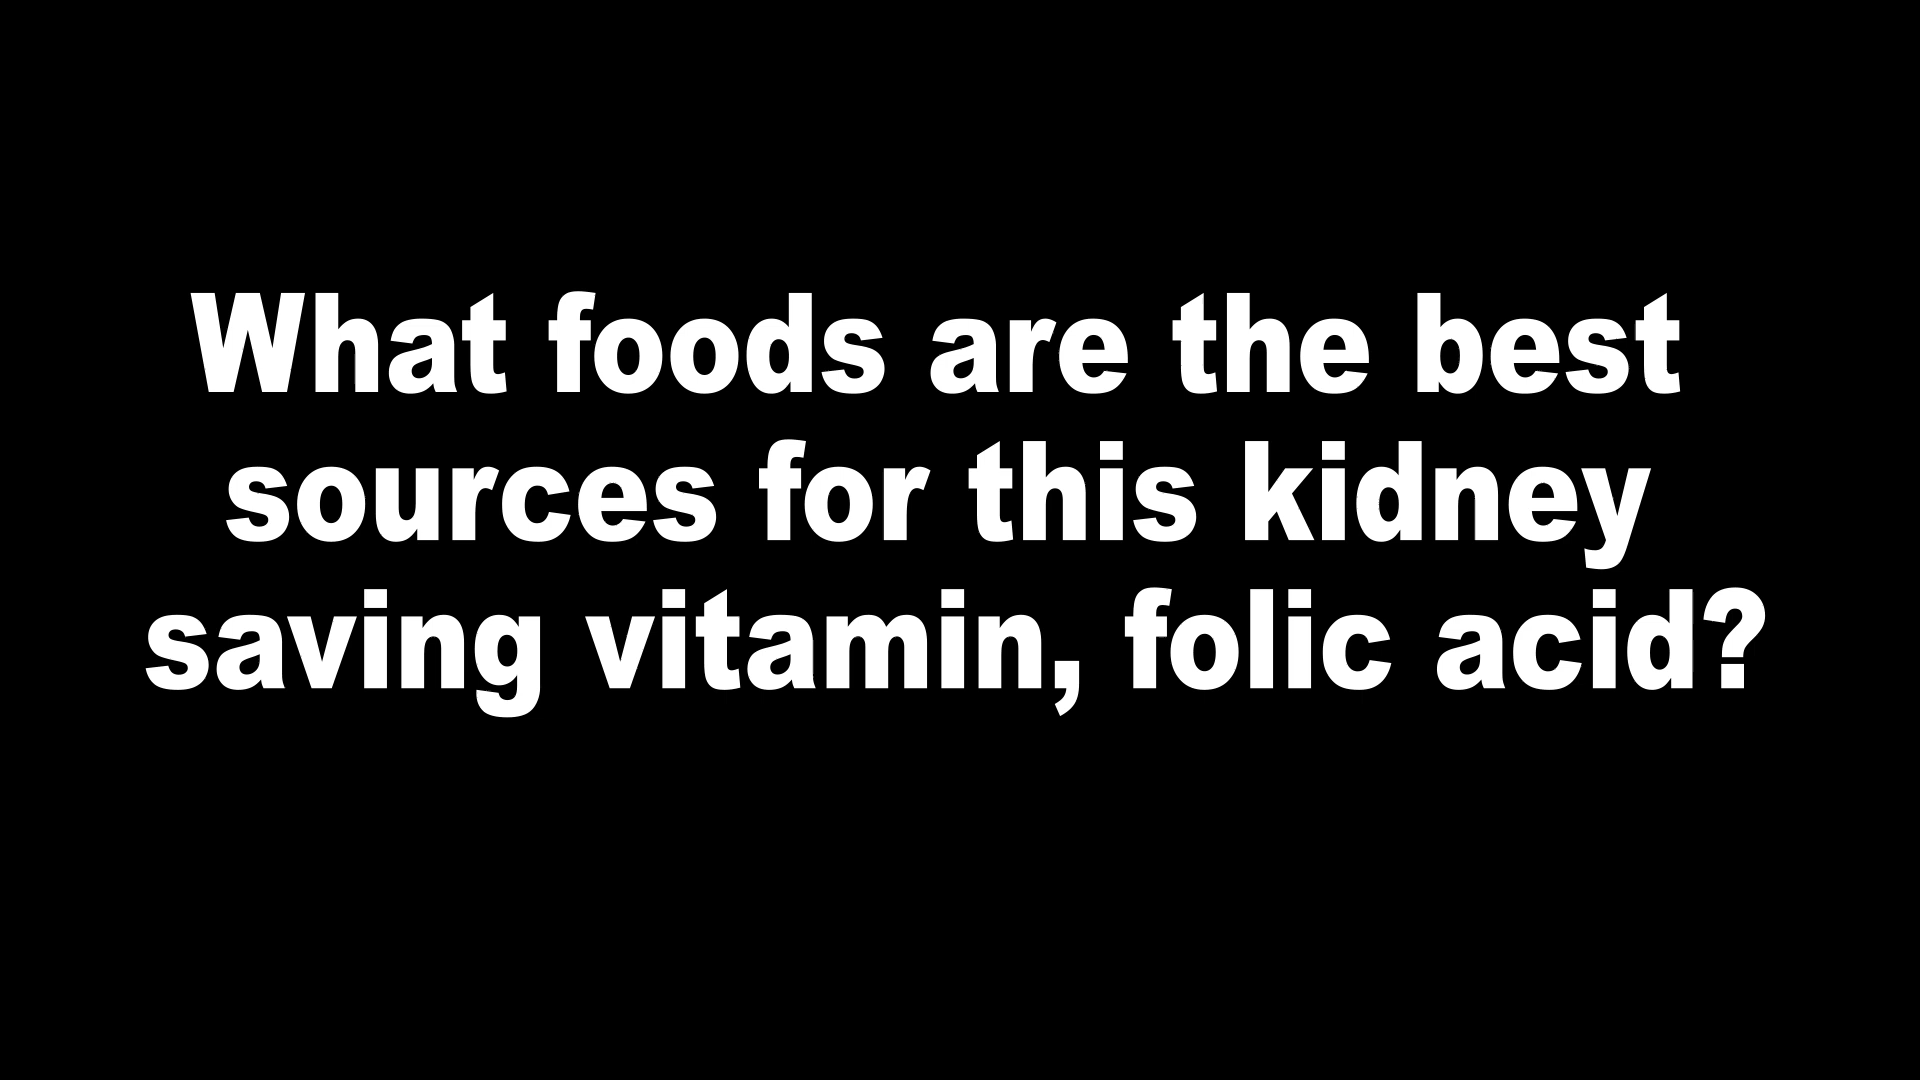 What foods are the best
sources for this kidney
saving vitamin, folic acid?